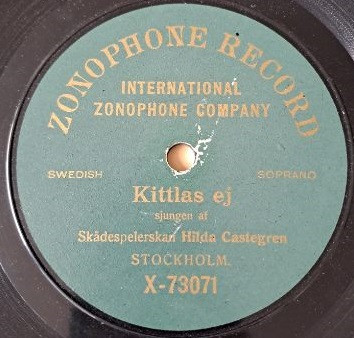 ZONOPHONE RECORD
INTERNATIONAL
ZONOPHONE COMPANY
SWEDISH SOPRANO
Kittlas ej
sjungen af
Skådespelerskan Hilda Castegren
STOCKHOLM.
X-73071